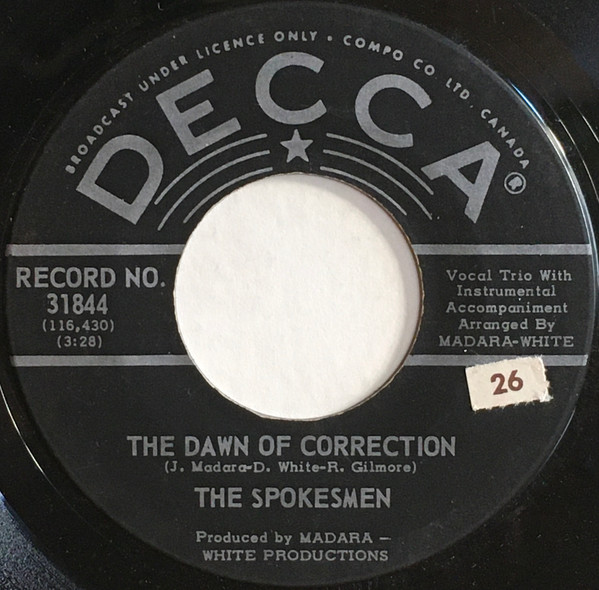 BROADCAST UNDER LICENCE ONLY • COMPO CO. LTD. CANADA
DECCA®
RECORD NO.
31844
(116,430)
(3:28)
Vocal Trio With
Instrumental
Accompaniment
Arranged By
MADARA-WHITE
26
THE DAWN OF CORRECTION
(J. Madara-D. White-R. Gilmore)
THE SPOKESMEN
Produced by MADARA -
WHITE PRODUCTIONS